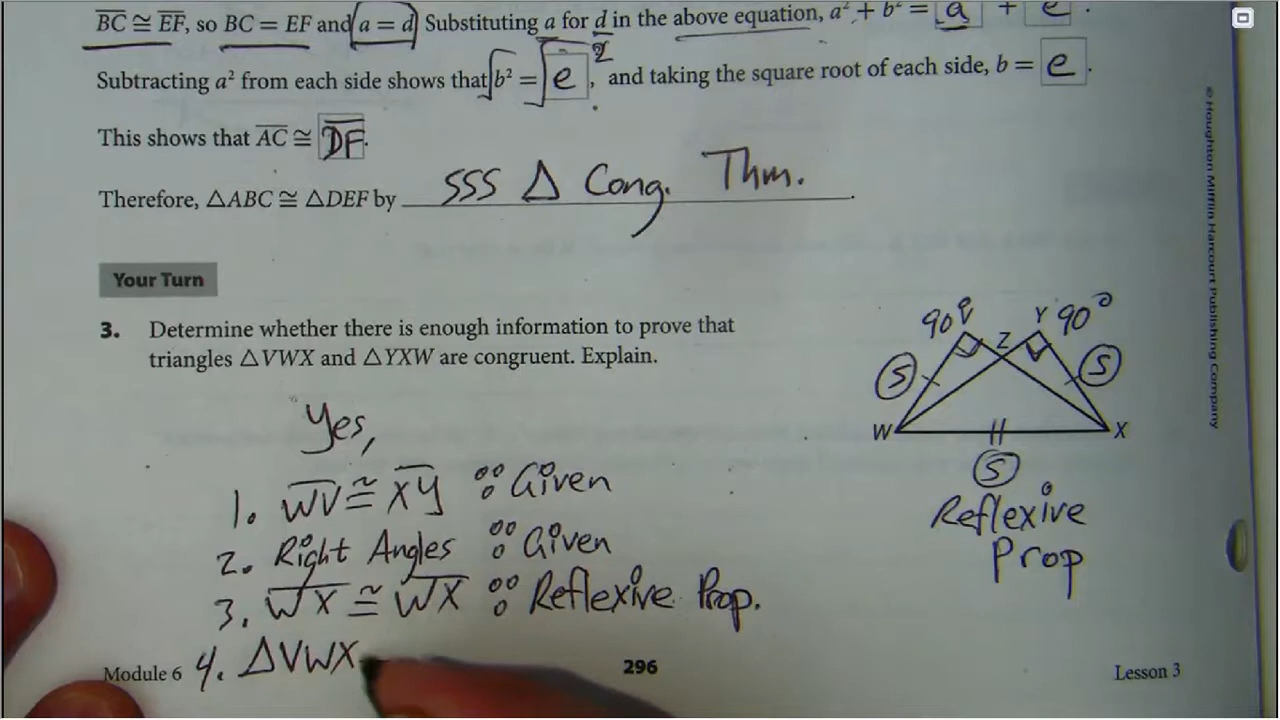 BC ≅ EF, so BC = EF and a = d Substituting a for d in the above equation, a² + b² = a + e
2
Subtracting a² from each side shows that b² = e, and taking the square root of each side, b = e.
This shows that AC ≅ DF.
Therefore, △ABC ≅ △DEF by SSS △ Cong. Thm.
Your Turn
3. Determine whether there is enough information to prove that
triangles △VWX and △YXW are congruent. Explain.
90° Z Y 90°
S S
W X
S
Reflexive
Prop
Yes,
1. WV ≅ XY ∵ Given
2. Right Angles ∵ Given
3. WX ≅ WX ∵ Reflexive Prop.
4. △VWX
Module 6 296 Lesson 3
© Houghton Mifflin Harcourt Publishing Company